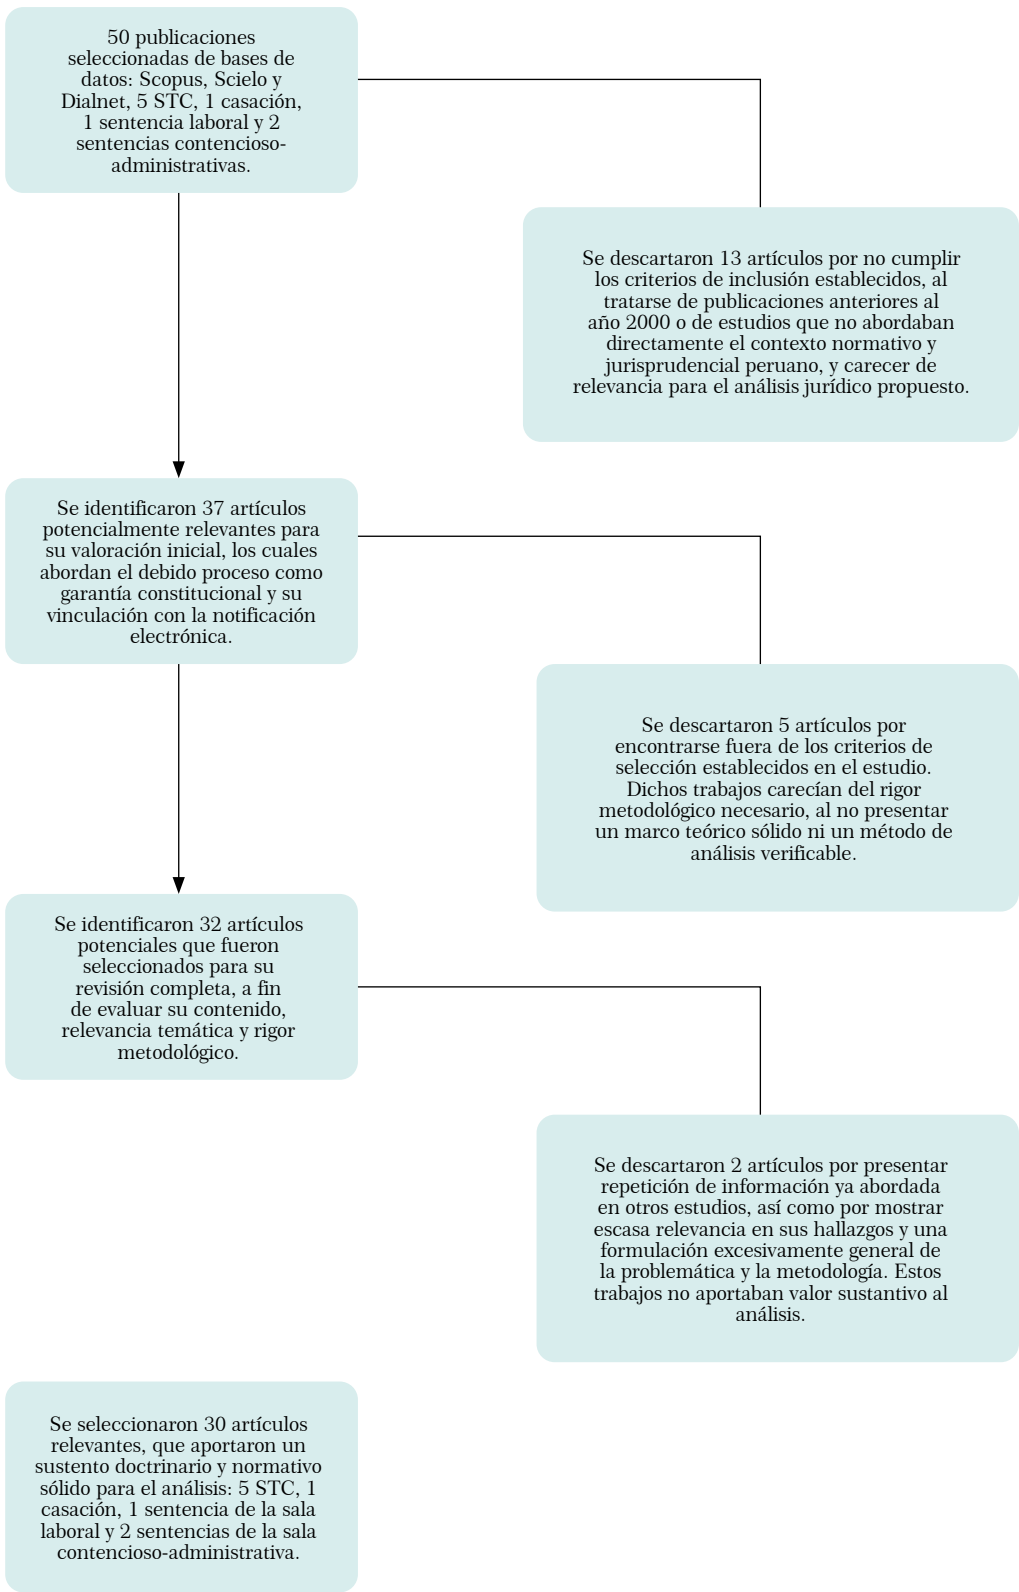 50 publicaciones
seleccionadas de bases de
datos: Scopus, Scielo y
Dialnet, 5 STC, 1 casación,
1 sentencia laboral y 2
sentencias contencioso-
administrativas.
Se descartaron 13 artículos por no cumplir
los criterios de inclusión establecidos, al
tratarse de publicaciones anteriores al
año 2000 o de estudios que no abordaban
directamente el contexto normativo y
jurisprudencial peruano, y carecer de
relevancia para el análisis jurídico propuesto.
Se identificaron 37 artículos
potencialmente relevantes para
su valoración inicial, los cuales
abordan el debido proceso como
garantía constitucional y su
vinculación con la notificación
electrónica.
Se descartaron 5 artículos por
encontrarse fuera de los criterios de
selección establecidos en el estudio.
Dichos trabajos carecían del rigor
metodológico necesario, al no presentar
un marco teórico sólido ni un método de
análisis verificable.
Se identificaron 32 artículos
potenciales que fueron
seleccionados para su
revisión completa, a fin
de evaluar su contenido,
relevancia temática y rigor
metodológico.
Se descartaron 2 artículos por presentar
repetición de información ya abordada
en otros estudios, así como por mostrar
escasa relevancia en sus hallazgos y una
formulación excesivamente general de
la problemática y la metodología. Estos
trabajos no aportaban valor sustantivo al
análisis.
Se seleccionaron 30 artículos
relevantes, que aportaron un
sustento doctrinario y normativo
sólido para el análisis: 5 STC, 1
casación, 1 sentencia de la sala
laboral y 2 sentencias de la sala
contencioso-administrativa.